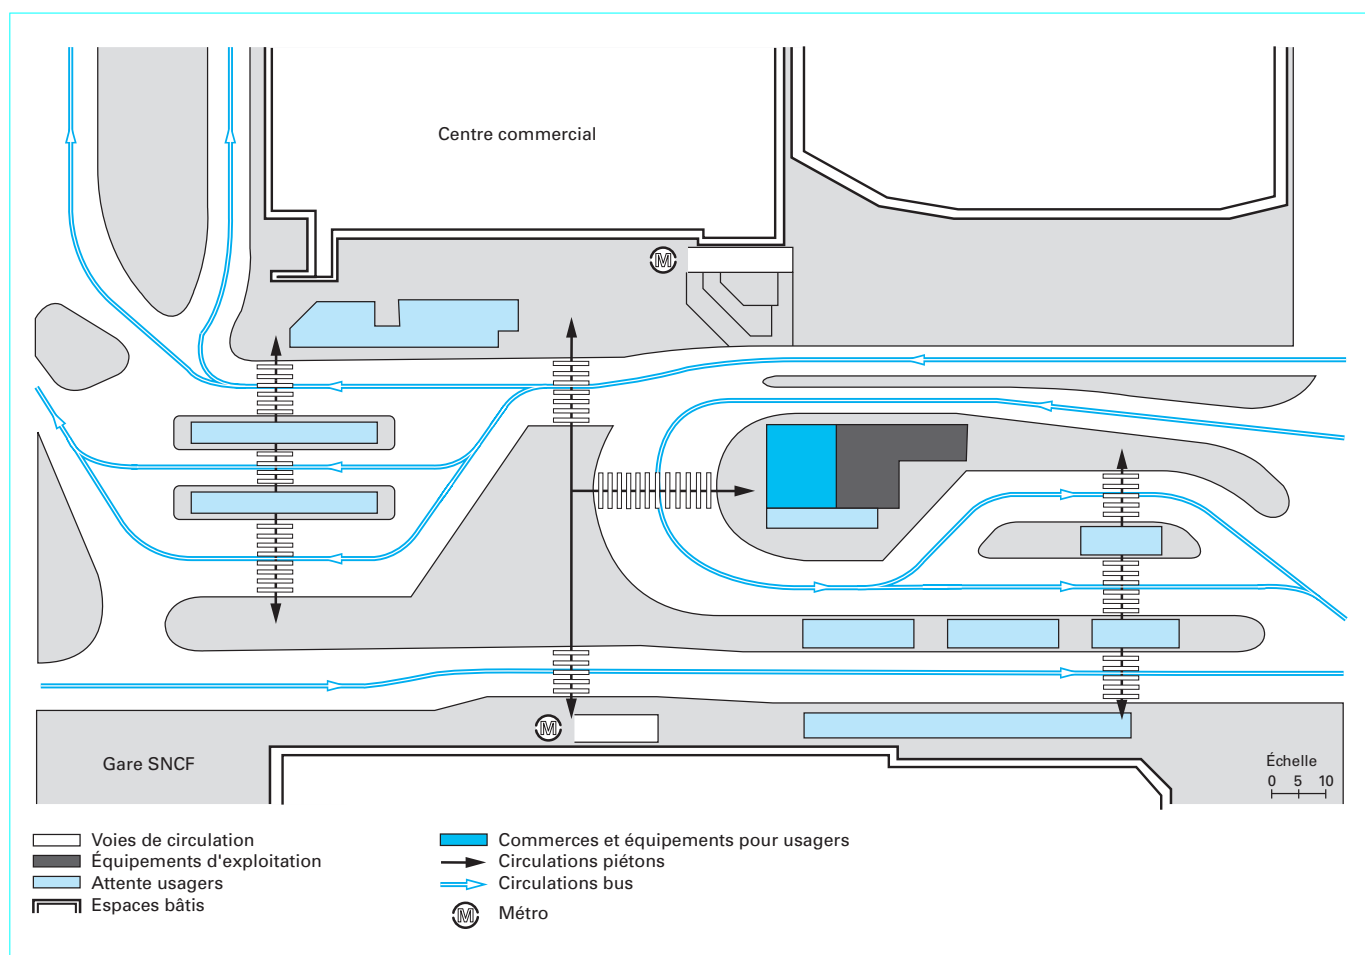 Centre commercial
M
M
Gare SNCF
Échelle
0 5 10
Voies de circulation
Équipements d'exploitation
Attente usagers
Espaces bâtis
Commerces et équipements pour usagers
Circulations piétons
Circulations bus
M Métro